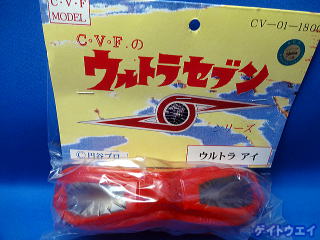 C・V・F
MODEL
CV-01-1800
C・V・F.の
ウルトラセブン
シリーズ
©円谷プロ
ウルトラ アイ
ゲイトウエイ